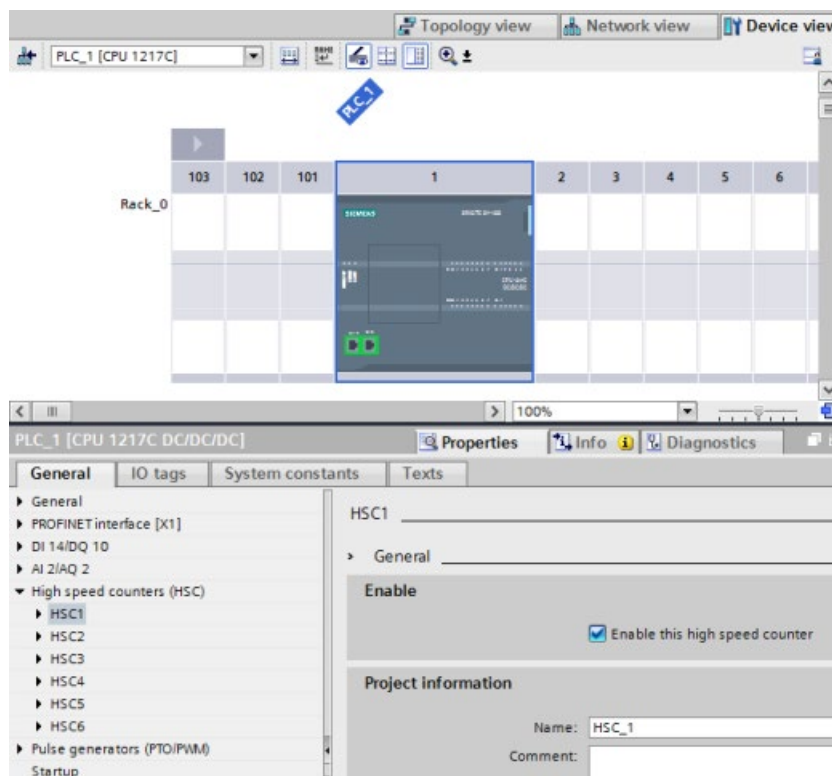 Topology view Network view Device view
PLC_1 [CPU 1217C]
PLC_1
103 102 101 1 2 3 4 5 6
Rack_0
SIEMENS
100%
PLC_1 [CPU 1217C DC/DC/DC] Properties Info Diagnostics
General IO tags System constants Texts
General
PROFINET interface [X1]
DI 14/DQ 10
AI 2/AQ 2
High speed counters (HSC)
HSC1
HSC2
HSC3
HSC4
HSC5
HSC6
Pulse generators (PTO/PWM)
Startup
HSC1
General
Enable
Enable this high speed counter
Project information
Name: HSC_1
Comment: